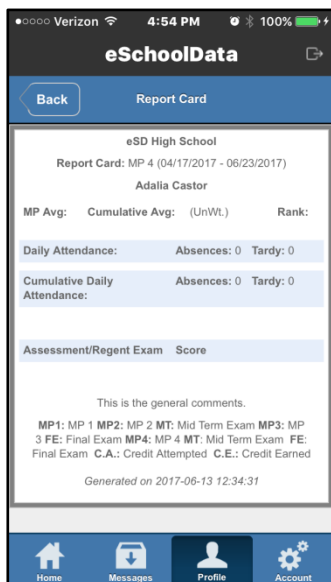 Verizon 4:54 PM 100%
eSchoolData
Back Report Card
eSD High School
Report Card: MP 4 (04/17/2017 - 06/23/2017)
Adalia Castor
MP Avg: Cumulative Avg: (UnWt.) Rank:
Daily Attendance: Absences: 0 Tardy: 0
Cumulative Daily Absences: 0 Tardy: 0
Attendance:
Assessment/Regent Exam Score
This is the general comments.
MP1: MP 1 MP2: MP 2 MT: Mid Term Exam MP3: MP
3 FE: Final Exam MP4: MP 4 MT: Mid Term Exam FE:
Final Exam C.A.: Credit Attempted C.E.: Credit Earned
Generated on 2017-06-13 12:34:31
Home Messages Profile Account